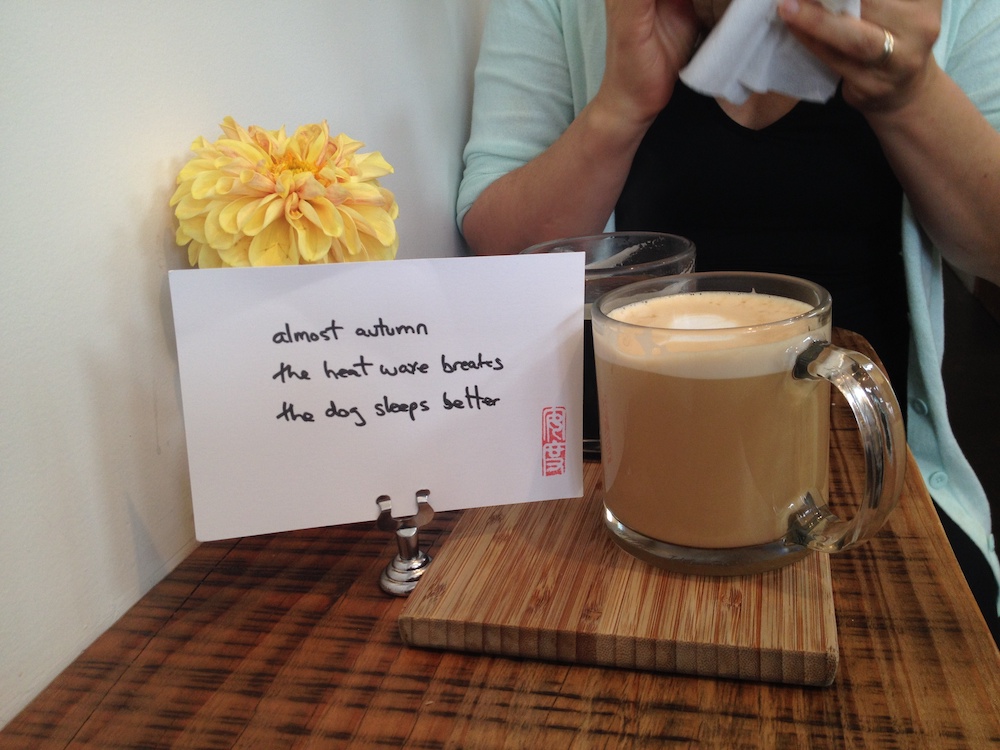 almost autumn
the heat wave breaks
the dog sleeps better